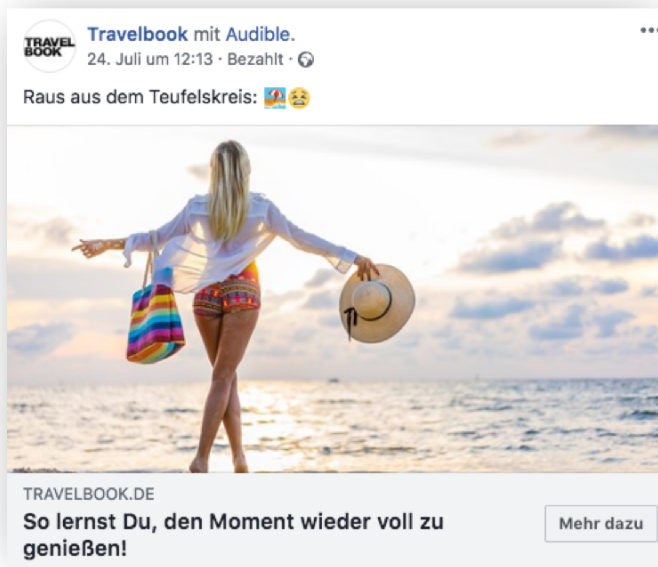 TRAVEL
BOOK
Travelbook mit Audible.
24. Juli um 12:13 · Bezahlt ·
Raus aus dem Teufelskreis: 🏖️😫
TRAVELBOOK.DE
So lernst Du, den Moment wieder voll zu
genießen!
Mehr dazu